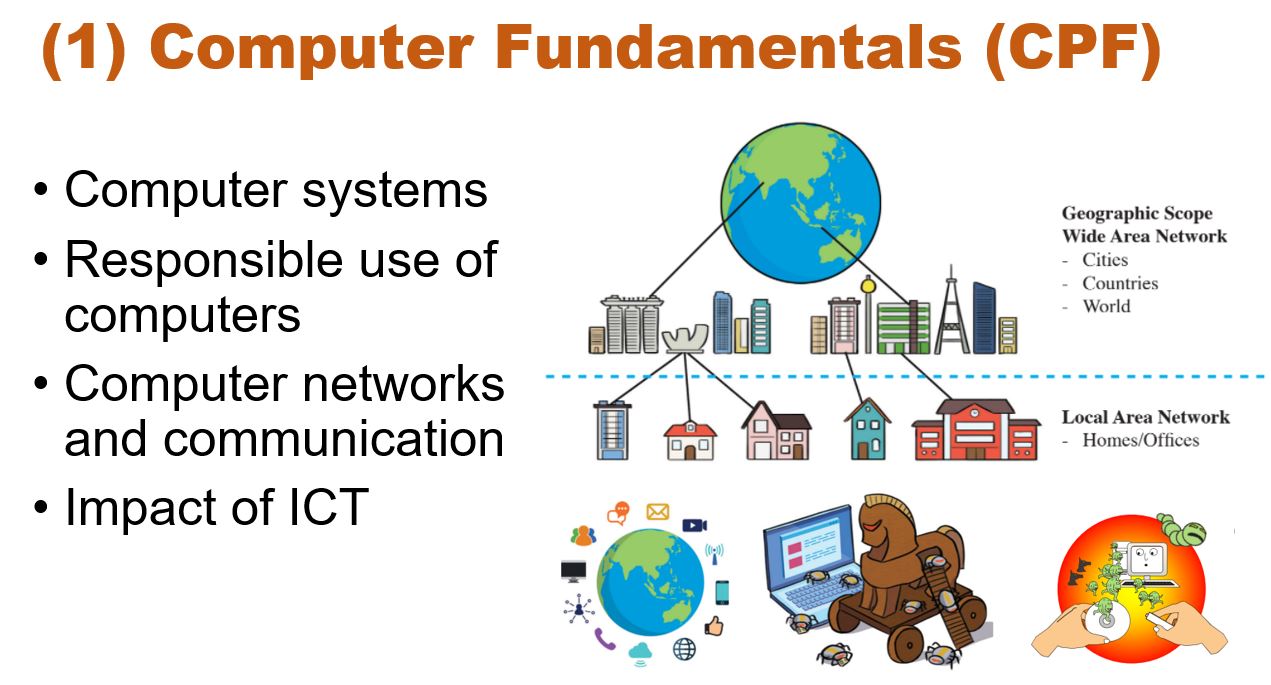 (1) Computer Fundamentals (CPF)
• Computer systems
• Responsible use of
computers
• Computer networks
and communication
• Impact of ICT
Geographic Scope
Wide Area Network
- Cities
- Countries
- World
Local Area Network
- Homes/Offices